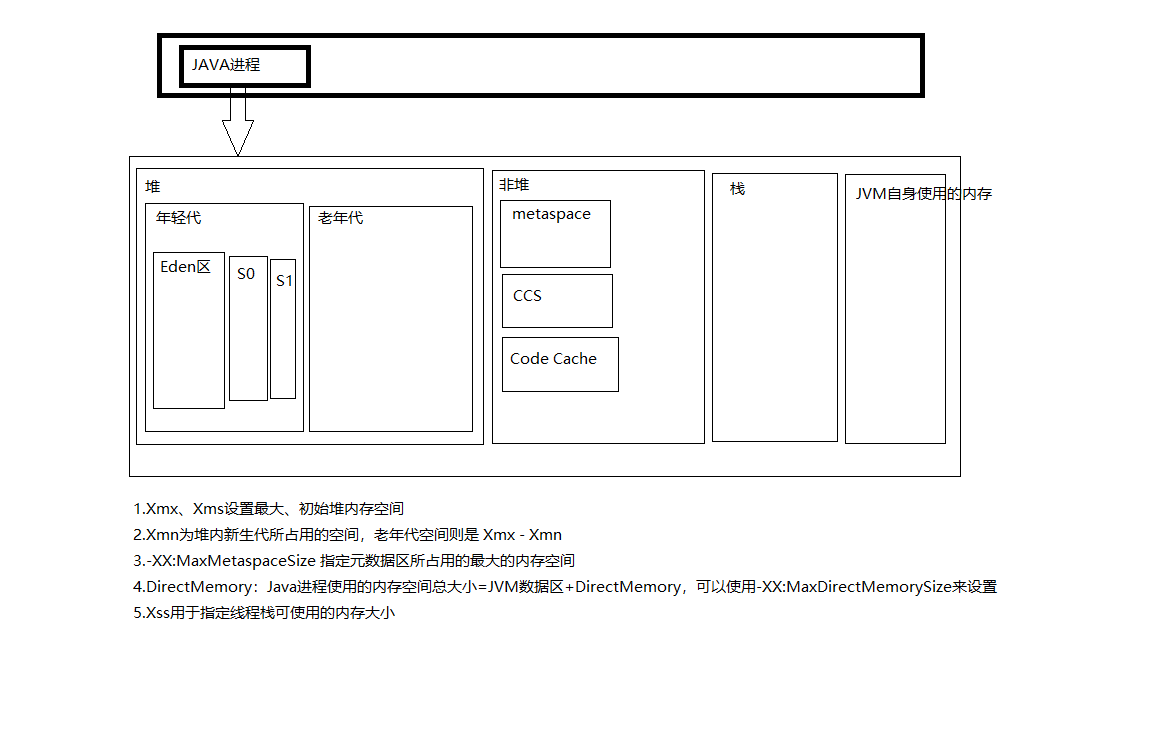 JAVA进程
堆
非堆
栈
JVM自身使用的内存
年轻代
老年代
metaspace
Eden区
S0
S1
CCS
Code Cache
1.Xmx、Xms设置最大、初始堆内存空间
2.Xmn为堆内新生代所占用的空间，老年代空间则是 Xmx - Xmn
3.-XX:MaxMetaspaceSize 指定元数据区所占用的最大的内存空间
4.DirectMemory：Java进程使用的内存空间总大小=JVM数据区+DirectMemory，可以使用-XX:MaxDirectMemorySize来设置
5.Xss用于指定线程栈可使用的内存大小